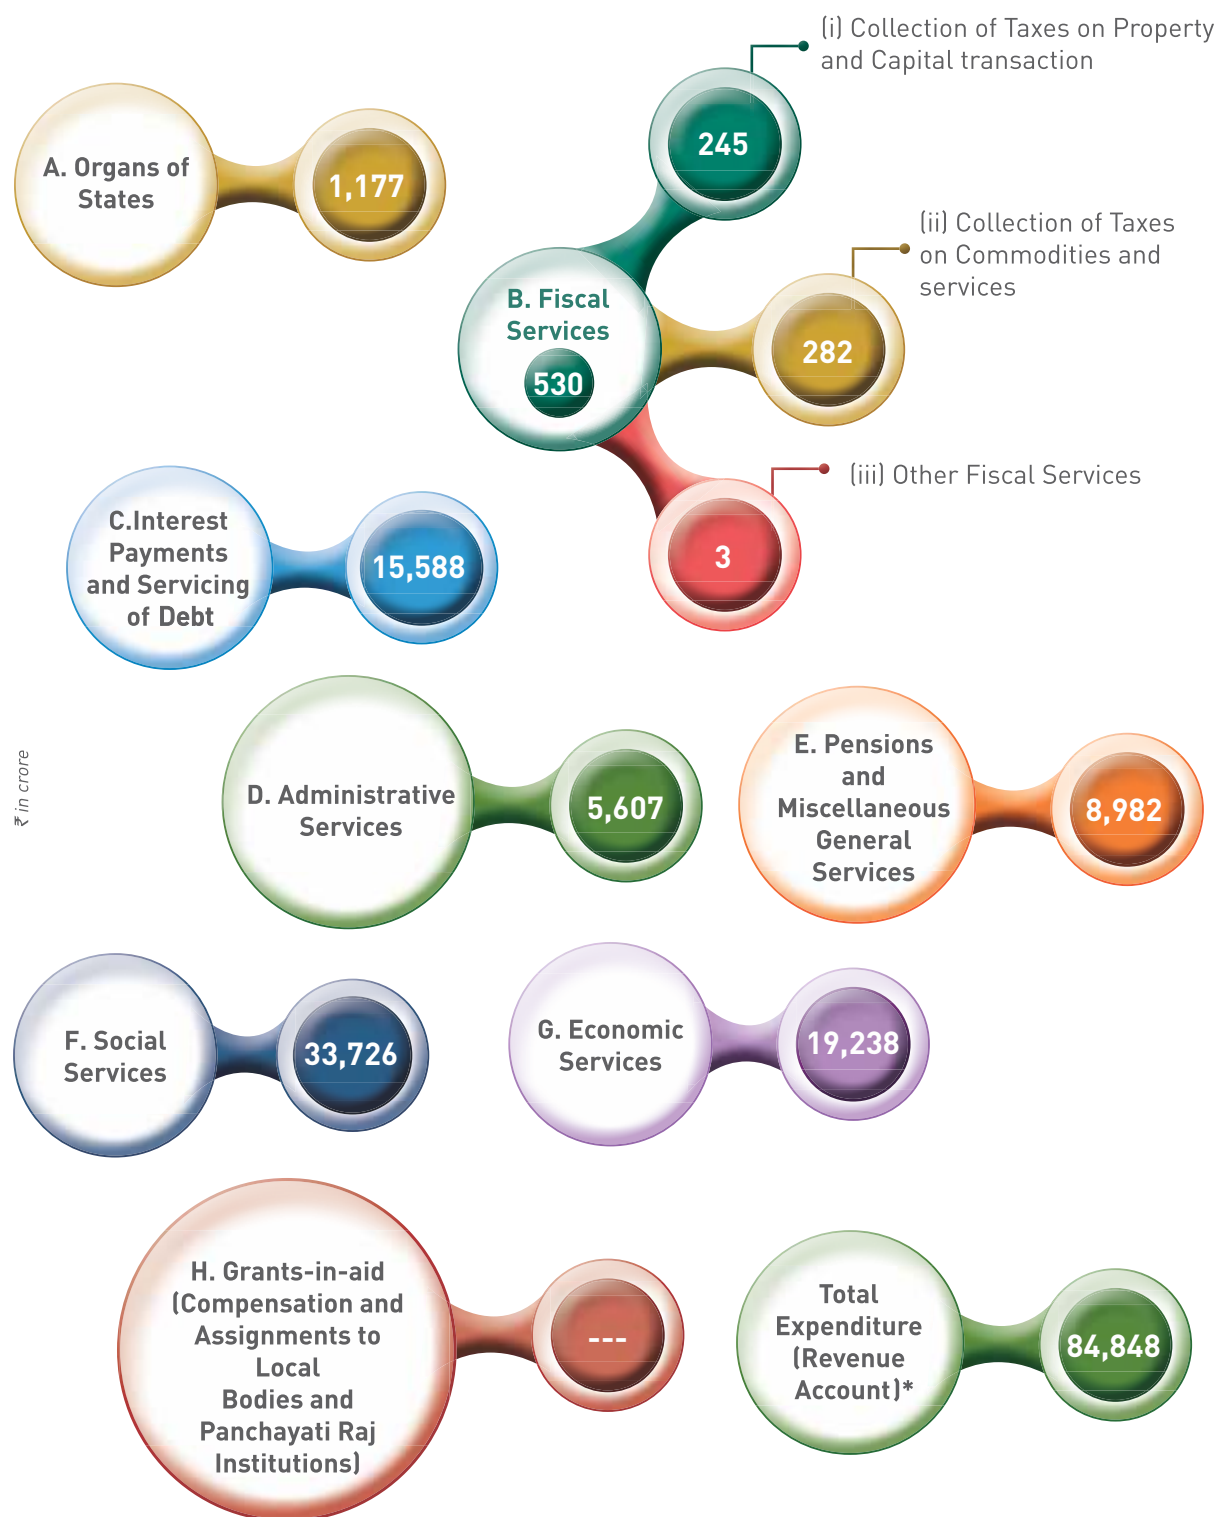 (i) Collection of Taxes on Property
and Capital transaction
A. Organs of
States
1,177
245
(ii) Collection of Taxes
on Commodities and
services
B. Fiscal
Services
530
282
(iii) Other Fiscal Services
3
C.Interest
Payments
and Servicing
of Debt
15,588
₹ in crore
D. Administrative
Services
5,607
E. Pensions
and
Miscellaneous
General
Services
8,982
F. Social
Services
33,726
G. Economic
Services
19,238
H. Grants-in-aid
(Compensation and
Assignments to
Local
Bodies and
Panchayati Raj
Institutions)
---
Total
Expenditure
(Revenue
Account)*
84,848